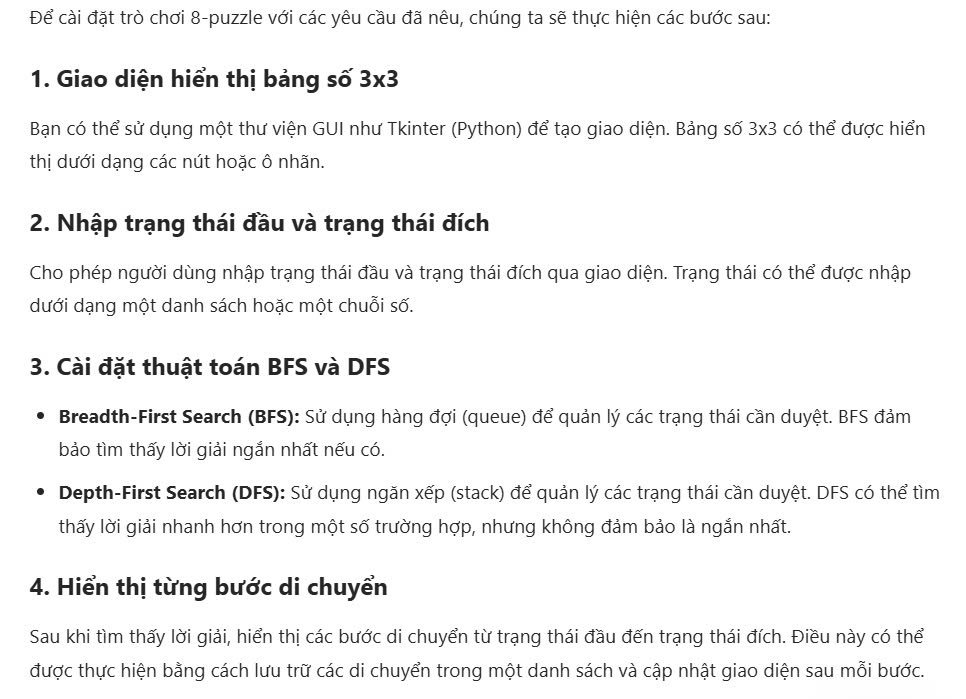 Để cài đặt trò chơi 8-puzzle với các yêu cầu đã nêu, chúng ta sẽ thực hiện các bước sau:
1. Giao diện hiển thị bảng số 3x3
Bạn có thể sử dụng một thư viện GUI như Tkinter (Python) để tạo giao diện. Bảng số 3x3 có thể được hiển
thị dưới dạng các nút hoặc ô nhãn.
2. Nhập trạng thái đầu và trạng thái đích
Cho phép người dùng nhập trạng thái đầu và trạng thái đích qua giao diện. Trạng thái có thể được nhập
dưới dạng một danh sách hoặc một chuỗi số.
3. Cài đặt thuật toán BFS và DFS
• Breadth-First Search (BFS): Sử dụng hàng đợi (queue) để quản lý các trạng thái cần duyệt. BFS đảm
bảo tìm thấy lời giải ngắn nhất nếu có.
• Depth-First Search (DFS): Sử dụng ngăn xếp (stack) để quản lý các trạng thái cần duyệt. DFS có thể tìm
thấy lời giải nhanh hơn trong một số trường hợp, nhưng không đảm bảo là ngắn nhất.
4. Hiển thị từng bước di chuyển
Sau khi tìm thấy lời giải, hiển thị các bước di chuyển từ trạng thái đầu đến trạng thái đích. Điều này có thể
được thực hiện bằng cách lưu trữ các di chuyển trong một danh sách và cập nhật giao diện sau mỗi bước.